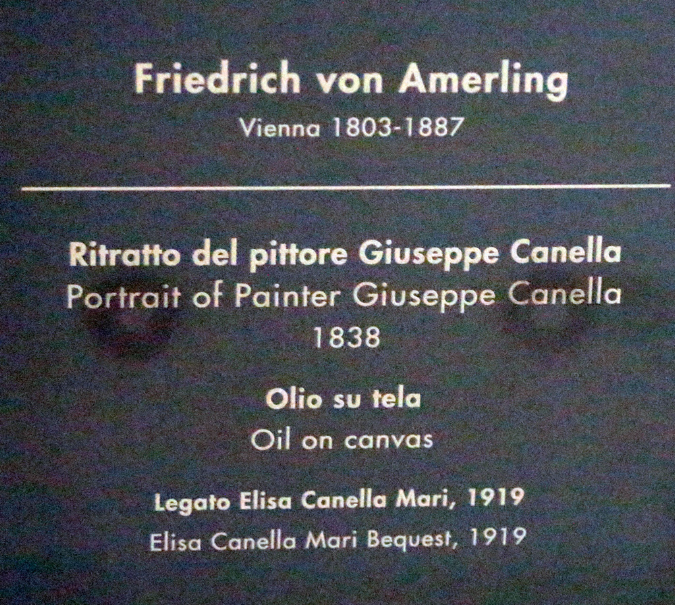 Friedrich von Amerling
Vienna 1803-1887
Ritratto del pittore Giuseppe Canella
Portrait of Painter Giuseppe Canella
1838
Olio su tela
Oil on canvas
Legato Elisa Canella Mari, 1919
Elisa Canella Mari Bequest, 1919